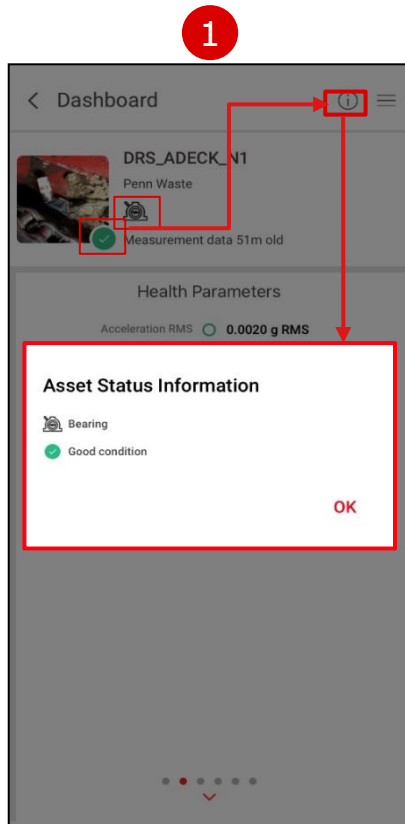 1
Dashboard
DRS_ADECK_N1
Penn Waste
Measurement data 51m old
Health Parameters
Acceleration RMS 0.0020 g RMS
Asset Status Information
Bearing
Good condition
OK